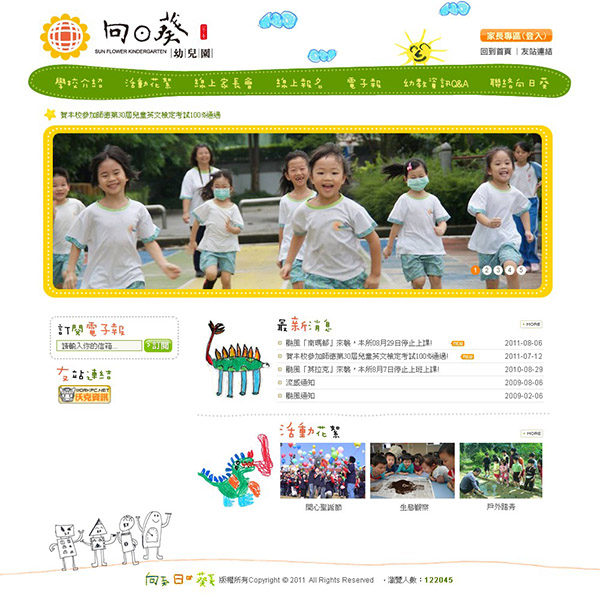 向日葵
SUN FLOWER KINDERGARTEN
幼兒園
家長專區(登入)
回到首頁 | 友站連結
學校介紹 活動花絮 線上家長會 線上報名 電子報 幼教資訊Q&A 聯絡向日葵
賀本校參加師德第30屆兒童英文檢定考試100%通過
1 2 3 4 5
訂閱電子報
請輸入你的信箱...
訂閱
友站連結
WORKPC.NET
沃克資訊
最新消息
MORE
颱風「南瑪都」來襲，本所08月29日停止上課! NEW 2011-08-06
賀本校參加師德第30屆兒童英文檢定考試100%通過! NEW 2011-07-12
颱風「莫拉克」來襲，本所8月7日停止上班上課! 2010-08-29
流感通知 2009-08-06
颱風通知 2009-02-06
活動花絮
MORE
開心聖誕節 生態觀察 戶外踏青
向日葵 版權所有Copyright © 2011 All Rights Reserved ・瀏覽人數：122045